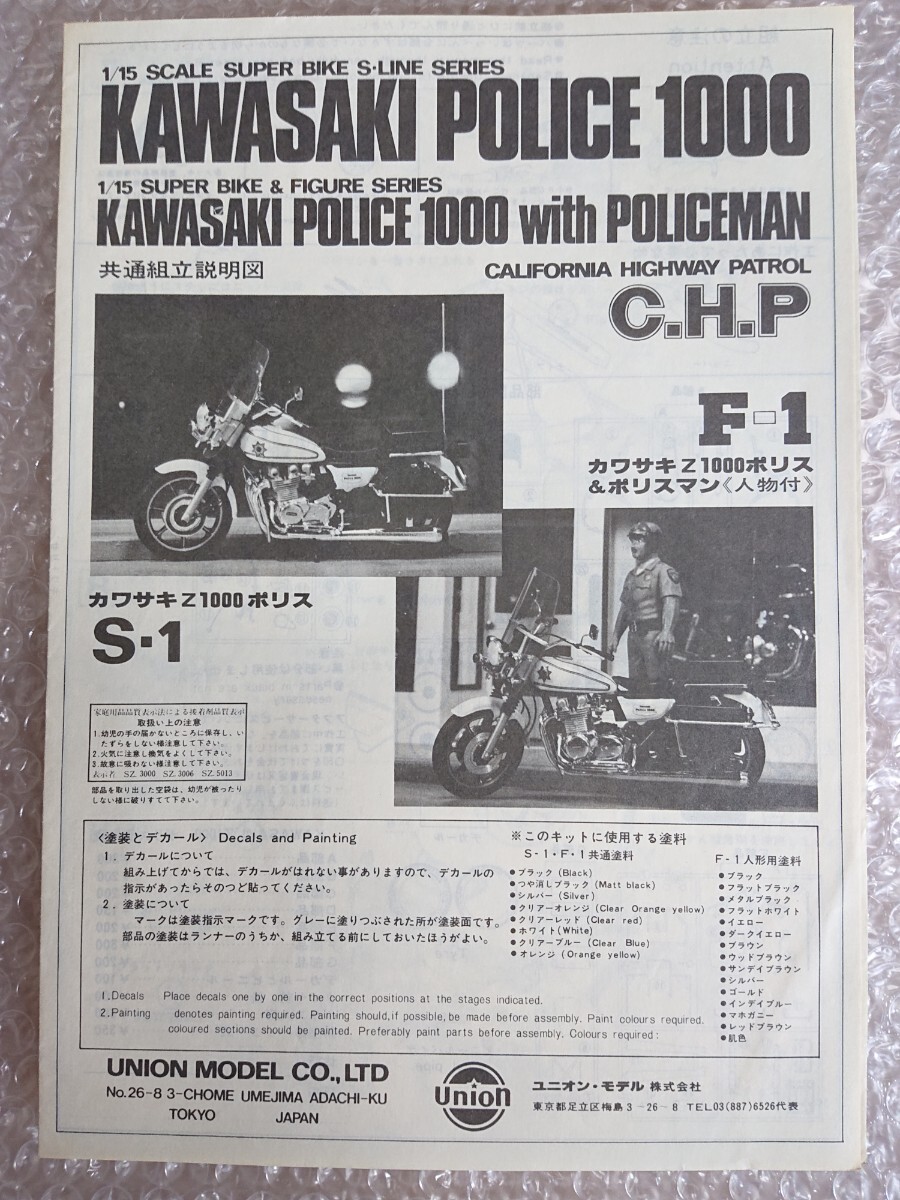 1/15 SCALE SUPER BIKE S·LINE SERIES
KAWASAKI POLICE 1000
1/15 SUPER BIKE & FIGURE SERIES
KAWASAKI POLICE 1000 with POLICEMAN
共通組立説明図
CALIFORNIA HIGHWAY PATROL
C.H.P
F-1
カワサキZ1000ポリス
&ポリスマン《人物付》
カワサキZ1000ポリス
S·1
家庭用品品質表示法による接着剤品質表示
取扱い上の注意
1.幼児の手の届かないところに保存し、い
たずらをしない様注意して下さい。
2.火気に注意し換気をよくして下さい。
3.故意に吸わない様注意して下さい。
表示者 SZ.3000 SZ.3006 SZ.5013
部品を取り出した空袋は、幼児が被ったり
しない様に破りすてて下さい。
〈塗装とデカール〉 Decals and Painting
1.デカールについて
組み上げてからでは、デカールがはれない事がありますので、デカールの
指示があったらそのつど貼ってください。
2.塗装について
マークは塗装指示マークです。グレーに塗りつぶされた所が塗装面です。
部品の塗装はランナーのうちか、組み立てる前にしておいたほうがよい。
※このキットに使用する塗料
S-1・F-1共通塗料
●ブラック (Black)
●つや消しブラック (Matt black)
●シルバー (Silver)
●クリアーオレンジ (Clear Orange yellow)
●クリアーレッド (Clear red)
●ホワイト(White)
●クリアーブルー (Clear Blue)
●オレンジ (Orange yellow)
F-1人形用塗料
●ブラック
●フラットブラック
●メタルブラック
●フラットホワイト
●イエロー
●ダークイエロー
●ブラウン
●ウッドブラウン
●サンデイブラウン
●シルバー
●ゴールド
●インデイブルー
●マホガニー
●レッドブラウン
●肌色
1.Decals Place decals one by one in the correct positions at the stages indicated.
2.Painting denotes painting required. Painting should,if possible, be made before assembly. Paint colours required.
coloured sections should be painted. Preferably paint parts before assembly. Colours required:
UNION MODEL CO.,LTD
No.26-8 3-CHOME UMEJIMA ADACHI-KU
TOKYO JAPAN
Union
ユニオン・モデル 株式会社
東京都足立区梅島3-26-8 TEL03(887)6526代表